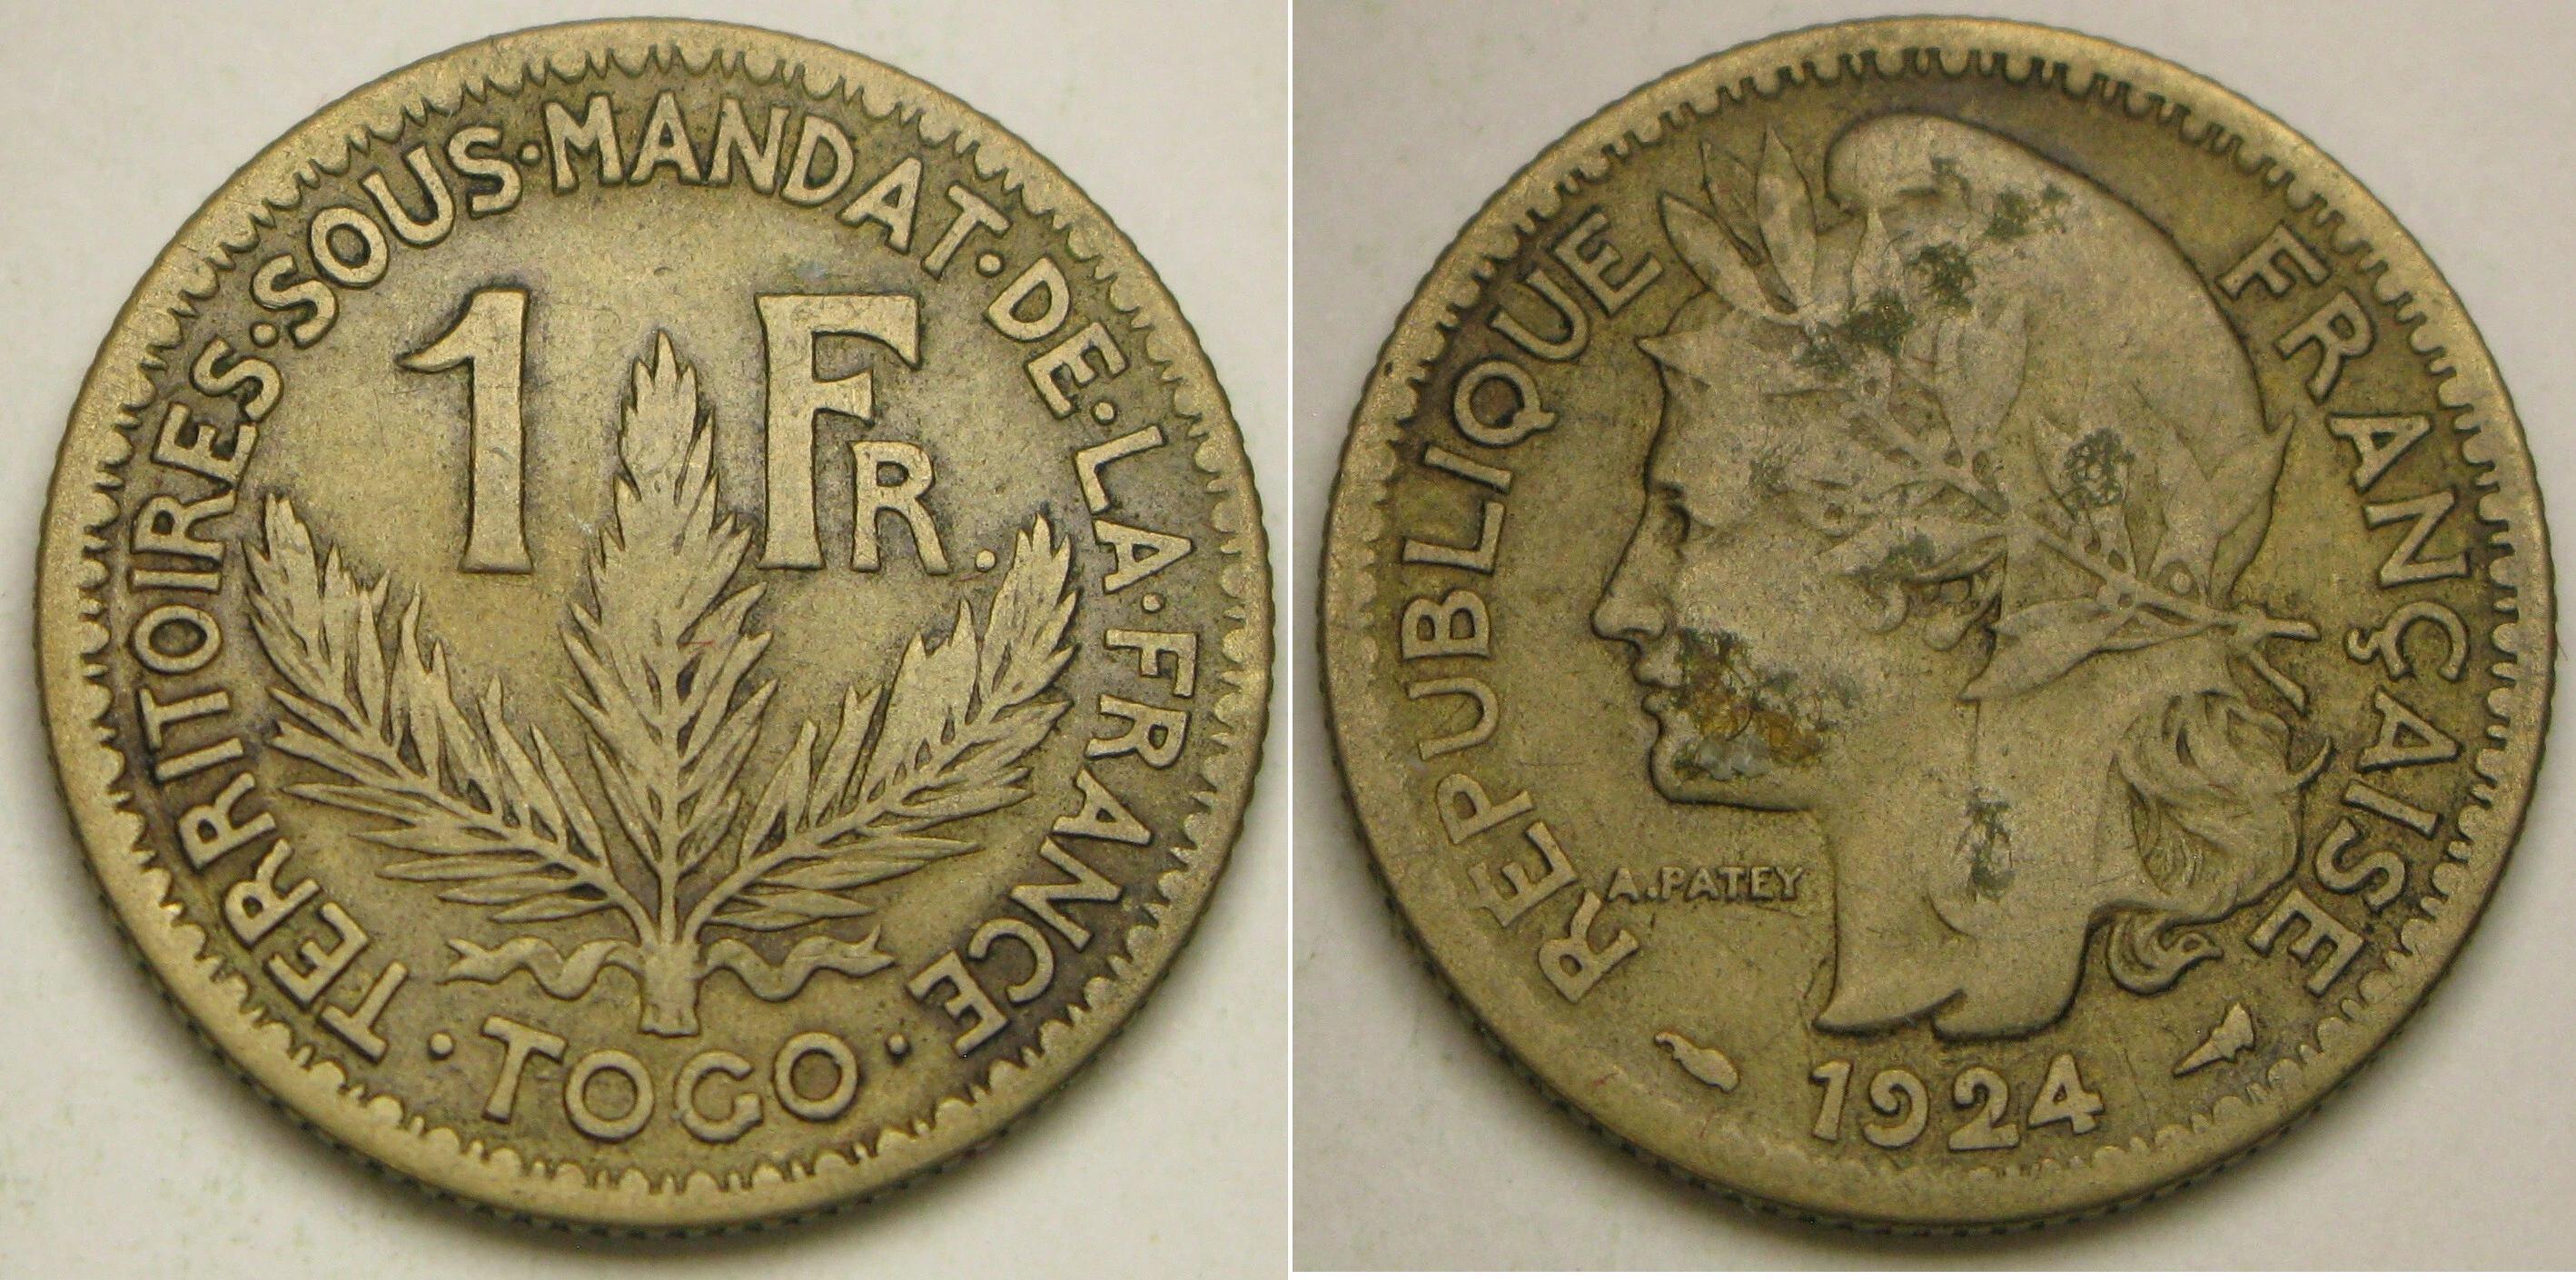 TERRITOIRES·SOUS·MANDAT·DE·LA·FRANCE
1 FR.
·TOGO·
REPUBLIQUE FRANÇAISE
A.PATEY
1924